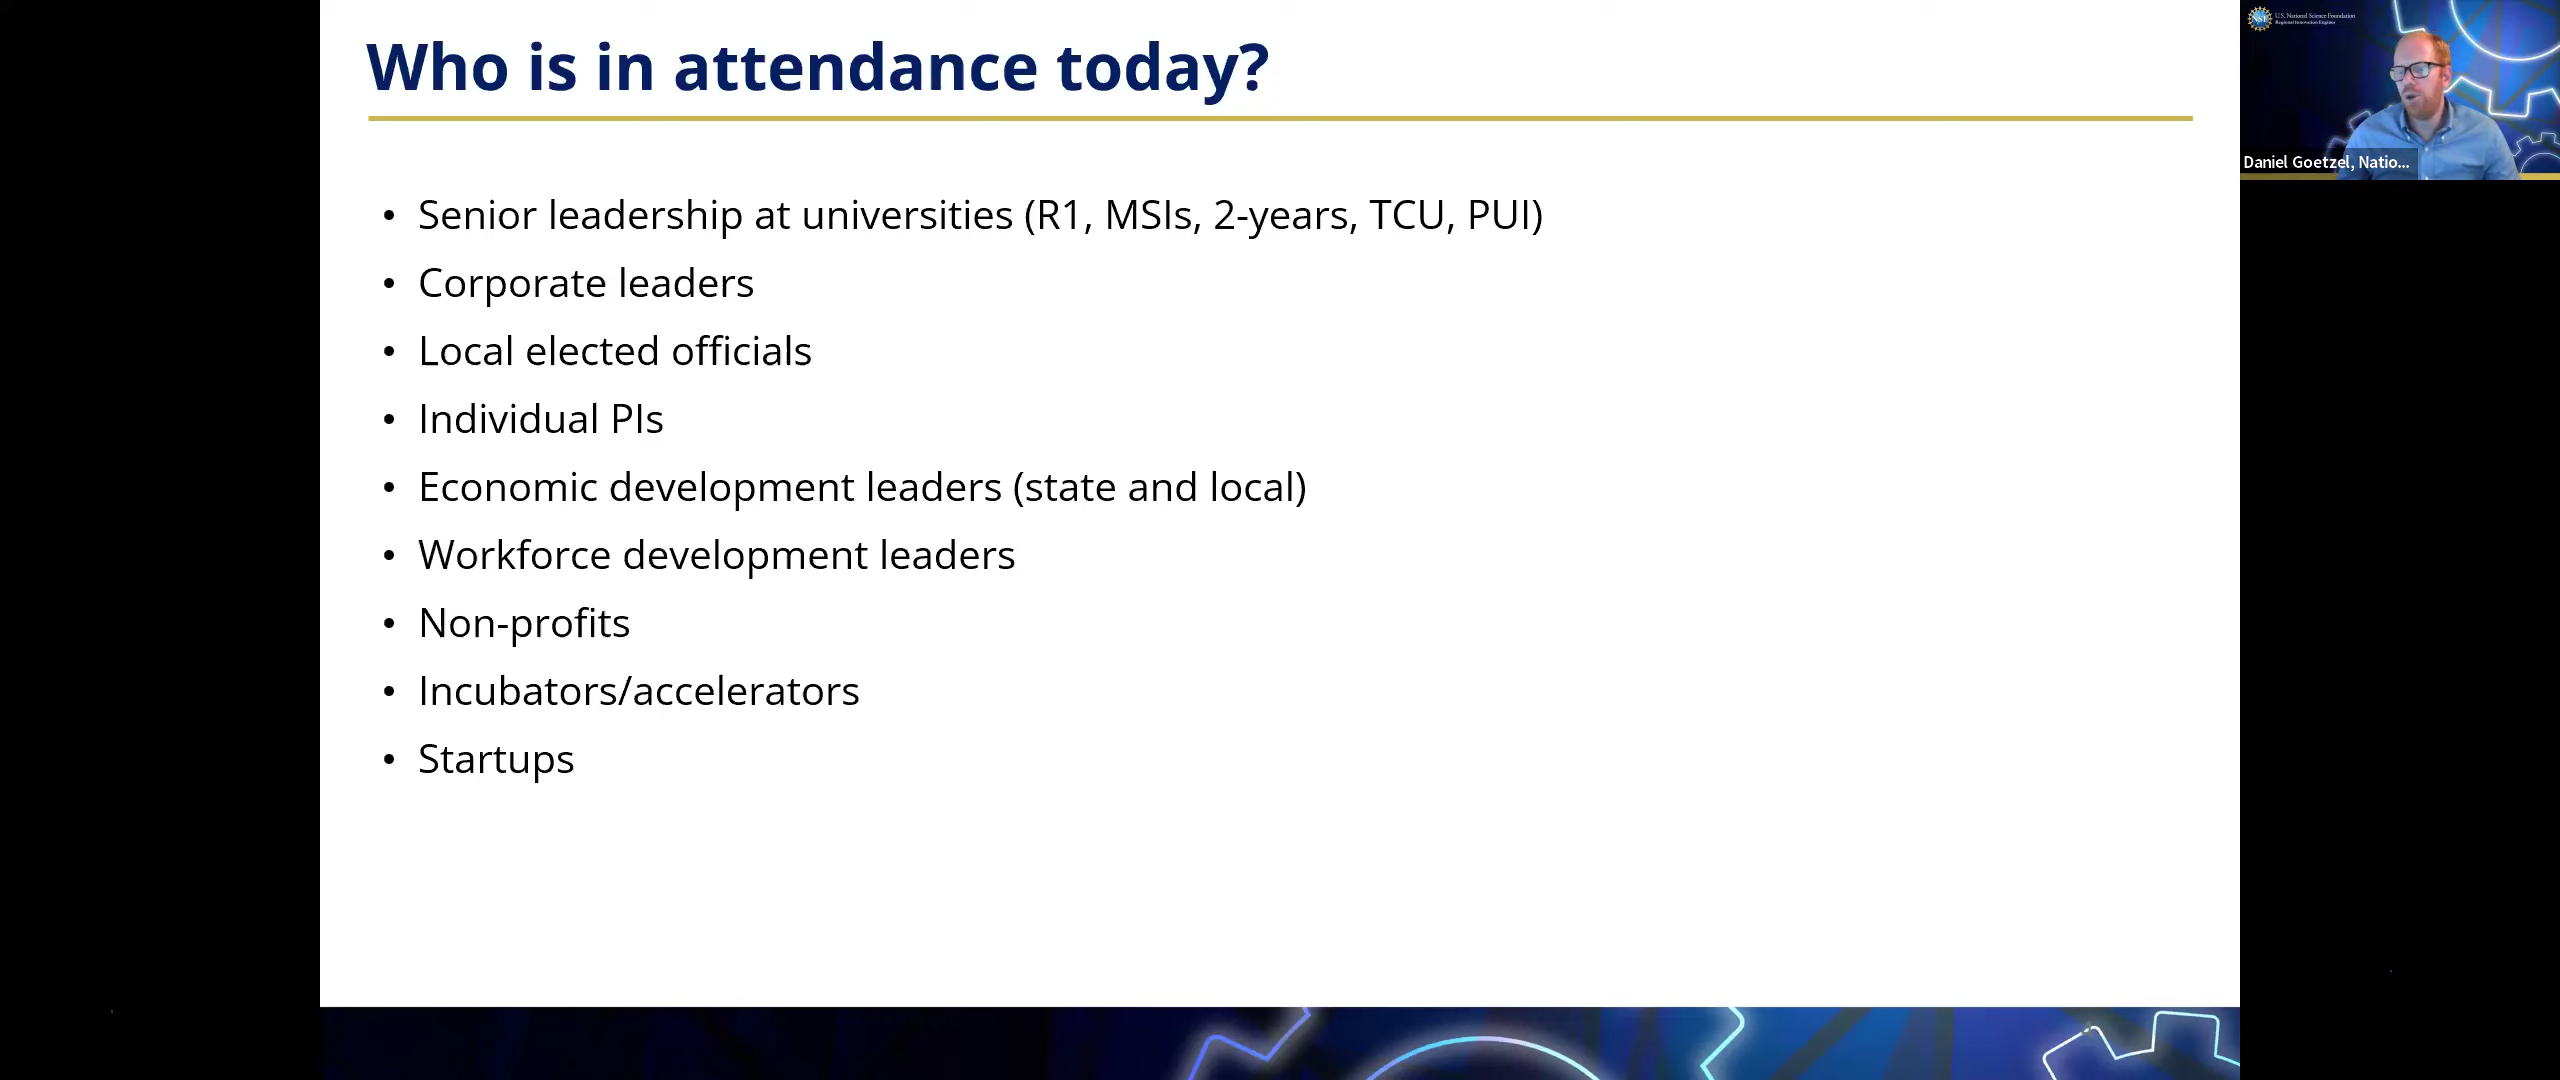 Who is in attendance today?
• Senior leadership at universities (R1, MSIs, 2-years, TCU, PUI)
• Corporate leaders
• Local elected officials
• Individual PIs
• Economic development leaders (state and local)
• Workforce development leaders
• Non-profits
• Incubators/accelerators
• Startups
NSF
U.S. National Science Foundation
Regional Innovation Engines
Daniel Goetzel, Natio...